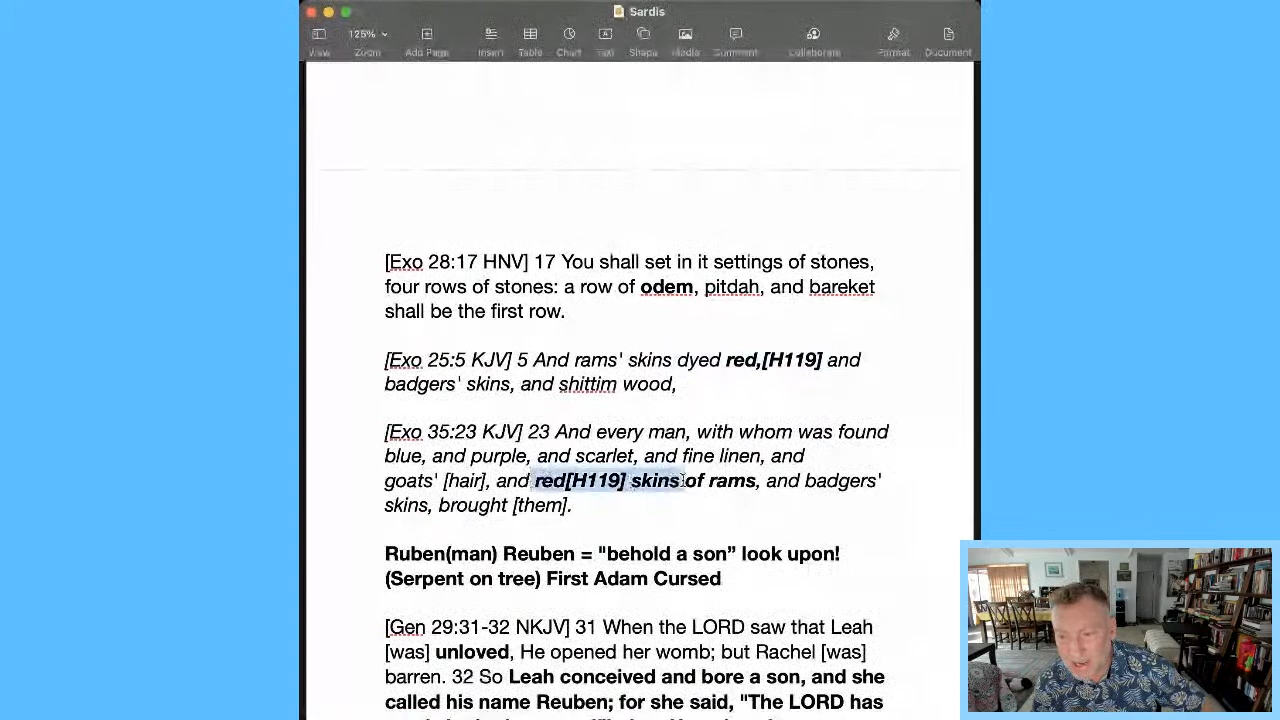 Sardis
125%
View Zoom Add Page Insert Table Chart Text Shape Media Comment Collaborate Format Document
[Exo 28:17 HNV] 17 You shall set in it settings of stones,
four rows of stones: a row of odem, pitdah, and bareket
shall be the first row.
[Exo 25:5 KJV] 5 And rams' skins dyed red,[H119] and
badgers' skins, and shittim wood,
[Exo 35:23 KJV] 23 And every man, with whom was found
blue, and purple, and scarlet, and fine linen, and
goats' [hair], and red[H119] skins of rams, and badgers'
skins, brought [them].
Ruben(man) Reuben = "behold a son” look upon!
(Serpent on tree) First Adam Cursed
[Gen 29:31-32 NKJV] 31 When the LORD saw that Leah
[was] unloved, He opened her womb; but Rachel [was]
barren. 32 So Leah conceived and bore a son, and she
called his name Reuben; for she said, "The LORD has